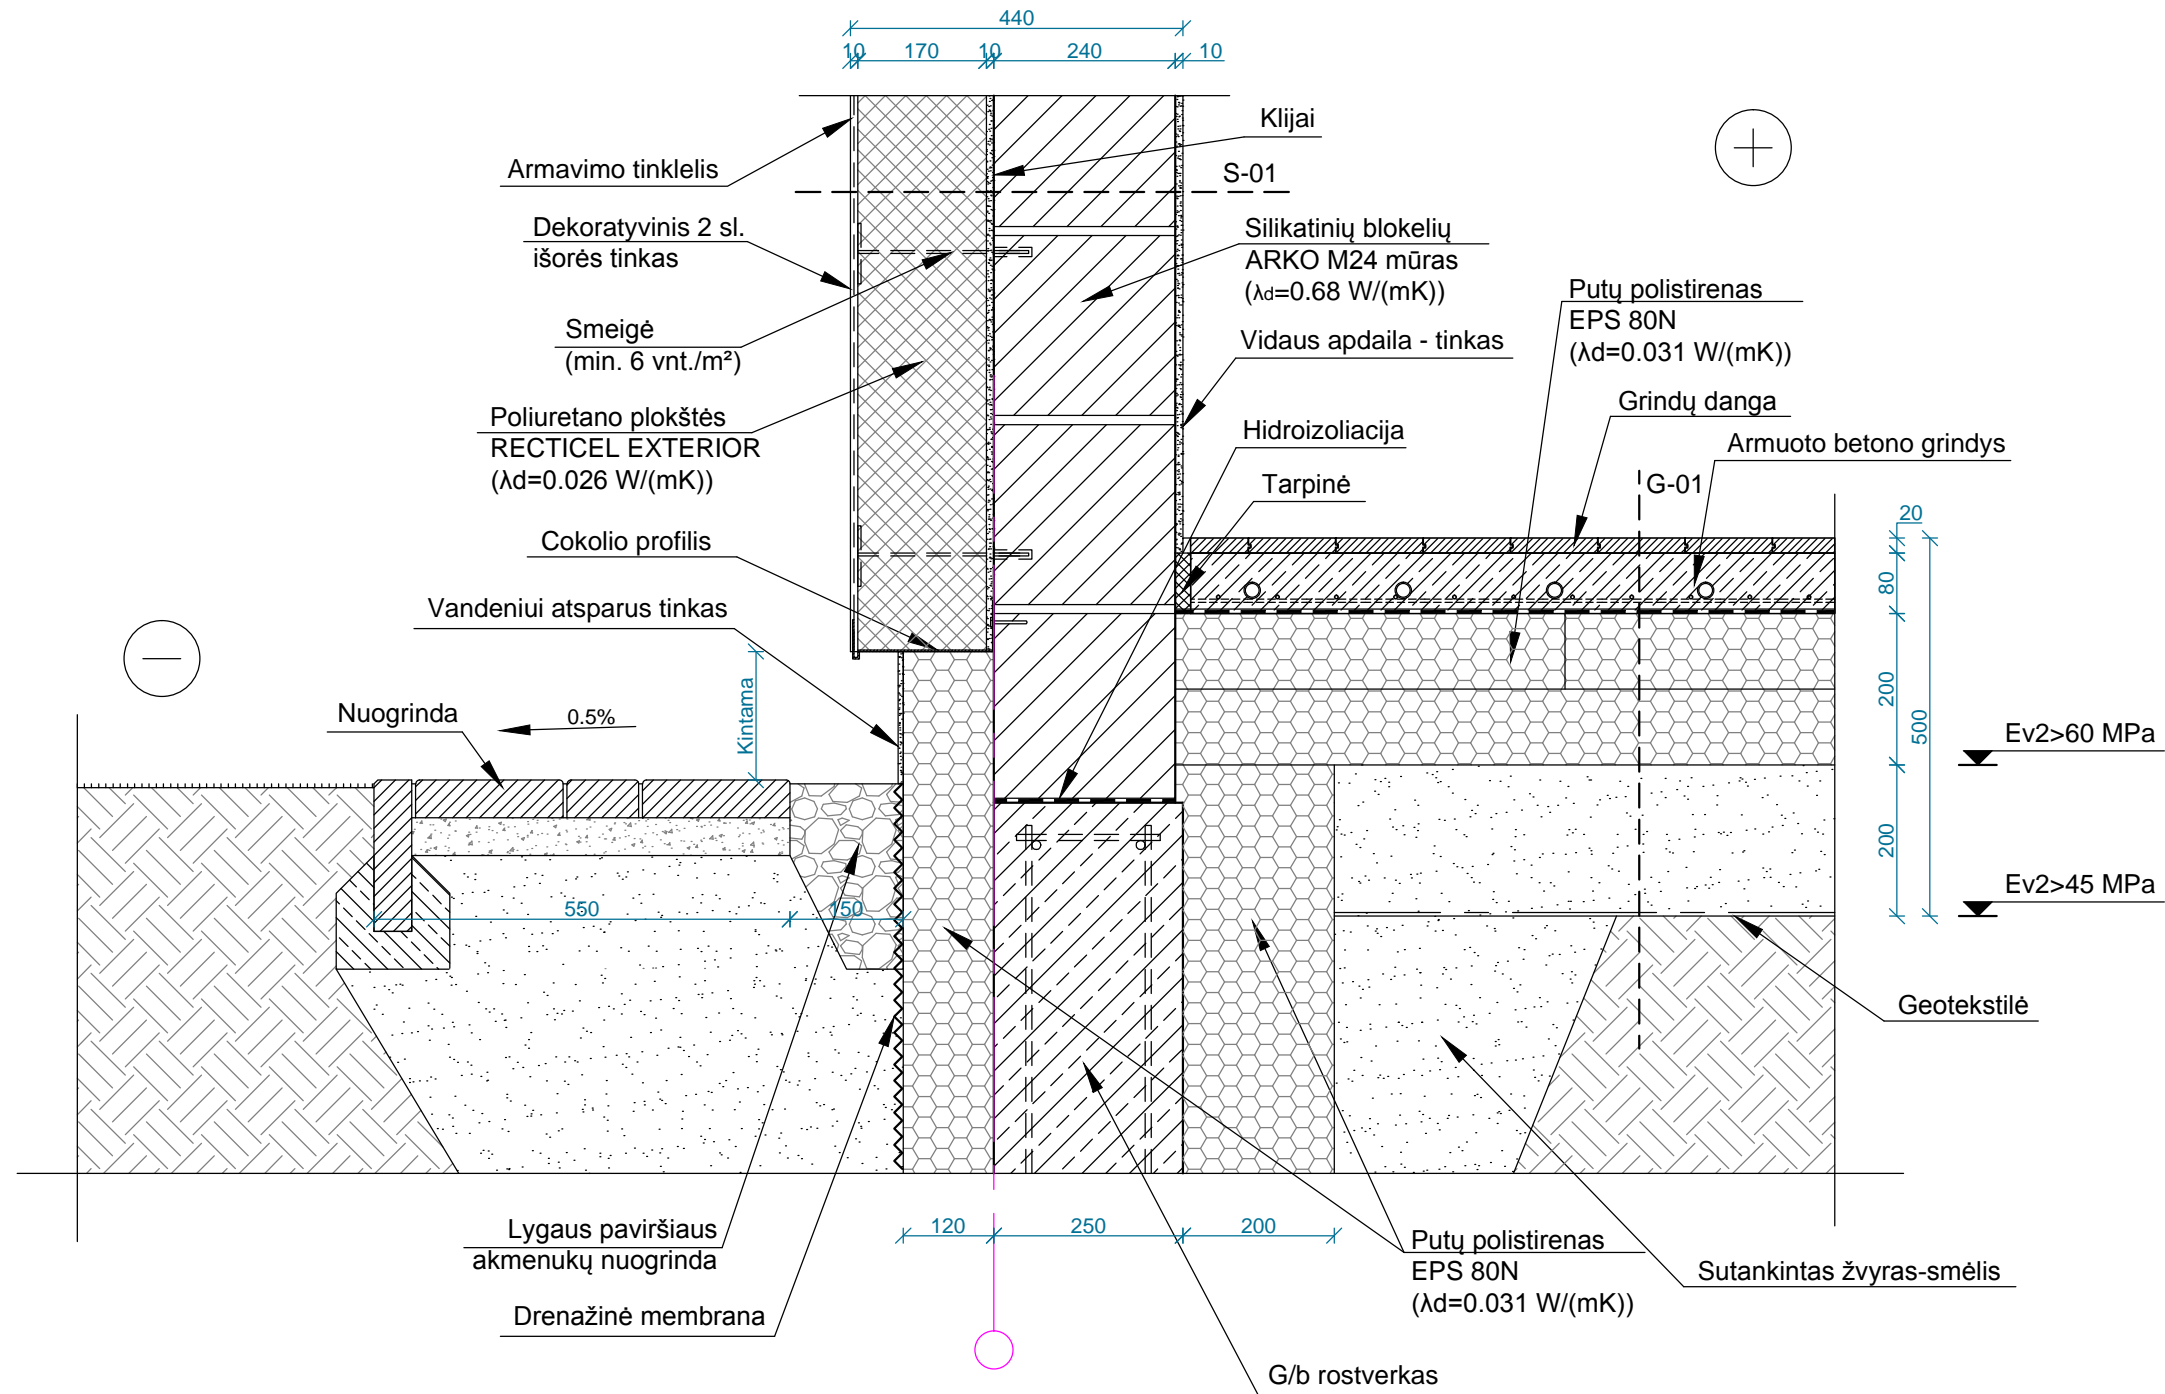 440
10
170
10
240
10
Klijai
Armavimo tinklelis
S-01
Dekoratyvinis 2 sl.
išorės tinkas
Silikatinių blokelių
ARKO M24 mūras
(λd=0.68 W/(mK))
Smeigė
(min. 6 vnt./m²)
Putų polistirenas
EPS 80N
(λd=0.031 W/(mK))
Vidaus apdaila - tinkas
Poliuretano plokštės
RECTICEL EXTERIOR
(λd=0.026 W/(mK))
Grindų danga
Hidroizoliacija
Armuoto betono grindys
Tarpinė
G-01
20
Cokolio profilis
80
Vandeniui atsparus tinkas
Kintama
200
500
Nuogrinda
0.5%
Ev2>60 MPa
200
Ev2>45 MPa
550
150
Geotekstilė
120
250
200
Lygaus paviršiaus
akmenukų nuogrinda
Putų polistirenas
EPS 80N
(λd=0.031 W/(mK))
Sutankintas žvyras-smėlis
Drenažinė membrana
G/b rostverkas